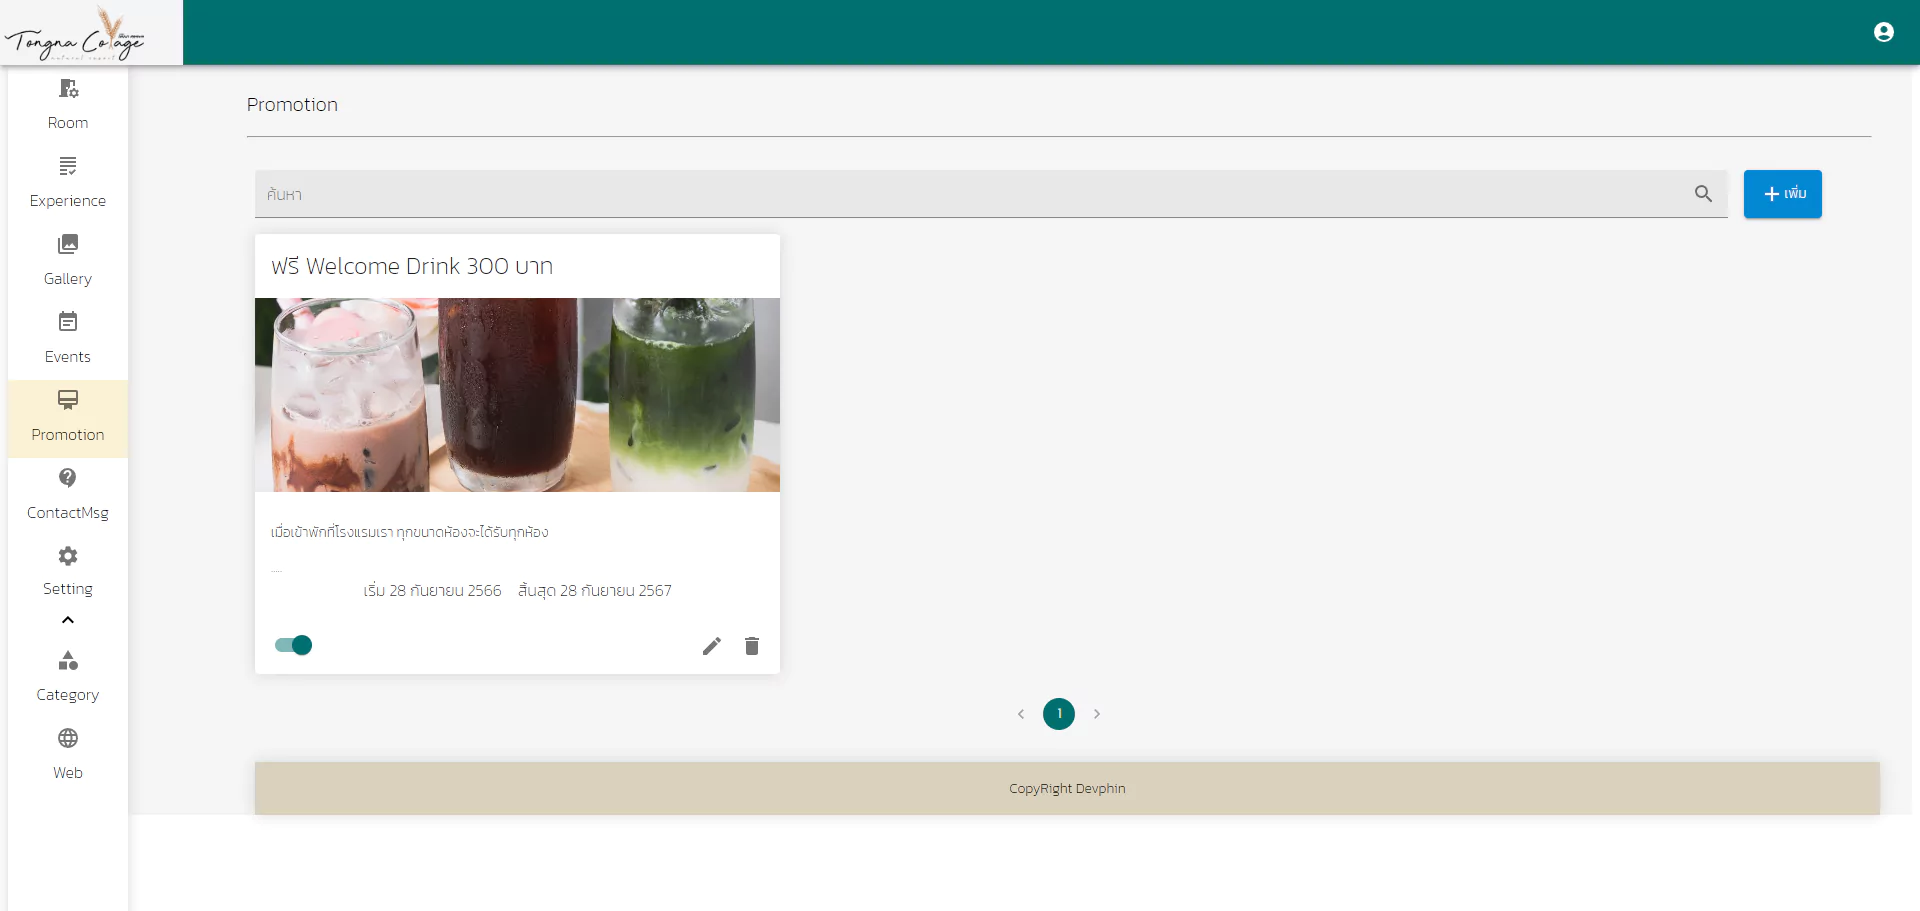 Tongna Cottage
natural resort
Room
Experience
Gallery
Events
Promotion
ContactMsg
Setting
Category
Web
Promotion
ค้นหา
เพิ่ม
ฟรี Welcome Drink 300 บาท
เมื่อเข้าพักที่โรงแรมเรา ทุกขนาดห้องจะได้รับทุกห้อง
.....
เริ่ม 28 กันยายน 2566 สิ้นสุด 28 กันยายน 2567
1
CopyRight Devphin